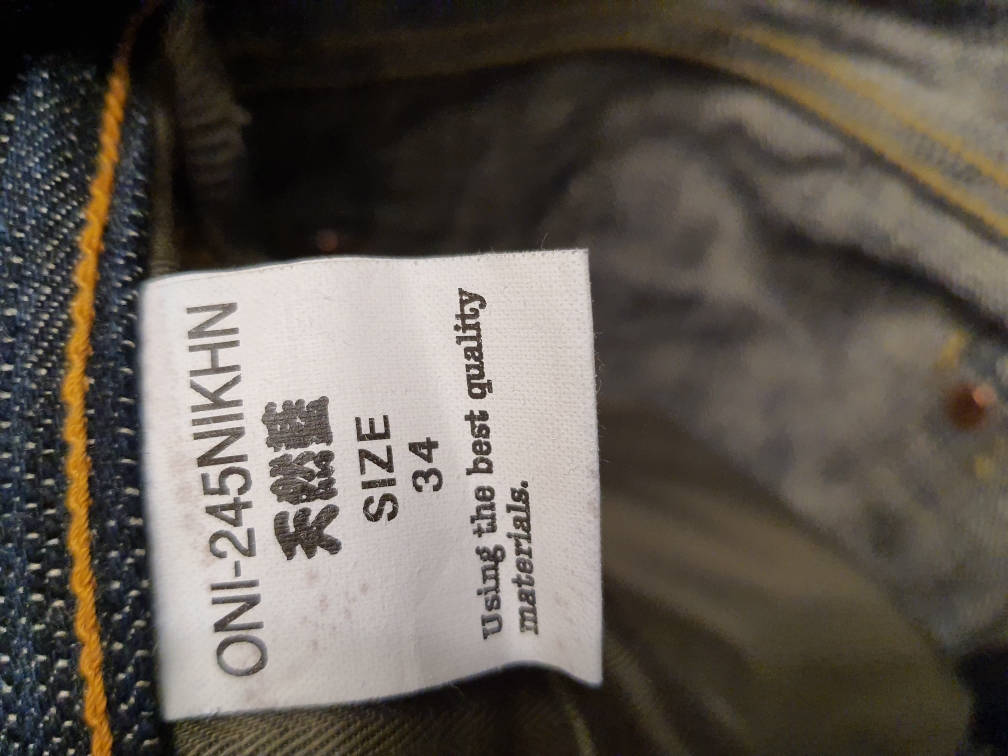 ONI-245NIKHN
天然藍
SIZE
34
Using the best quality
materials.